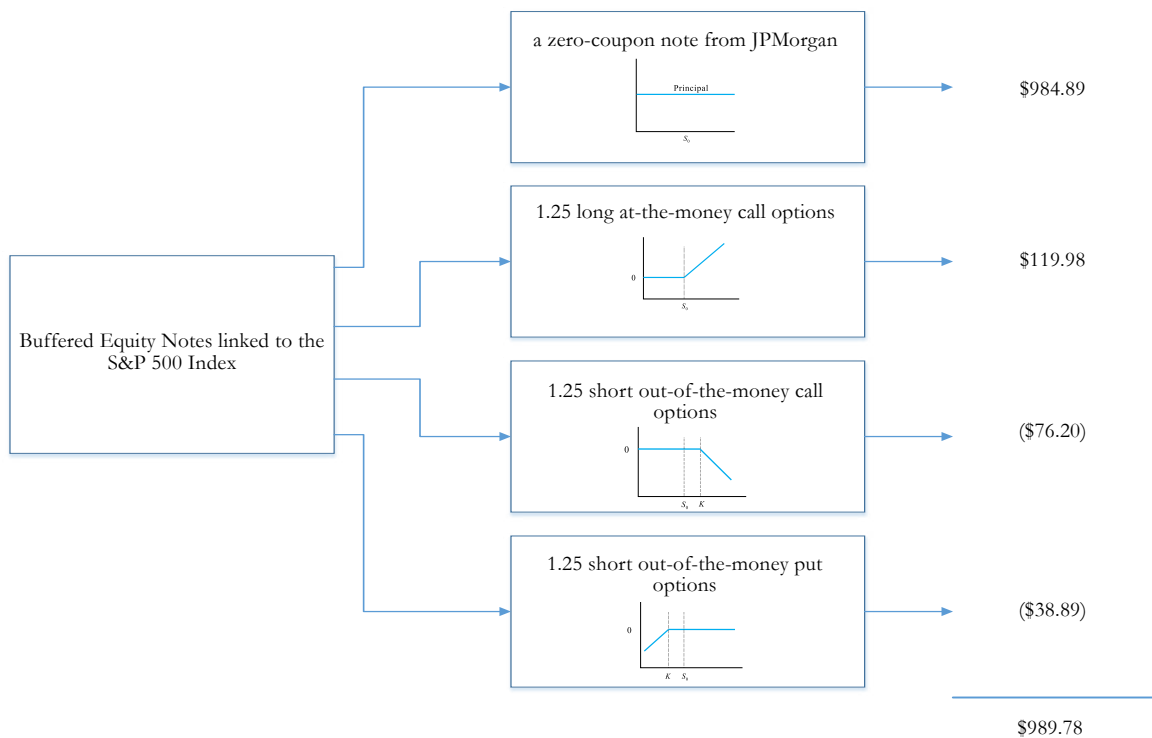 a zero-coupon note from JPMorgan
Principal
S₀
$984.89
1.25 long at-the-money call options
0
S₀
$119.98
Buffered Equity Notes linked to the
S&P 500 Index
1.25 short out-of-the-money call
options
0
S₀ K
($76.20)
1.25 short out-of-the-money put
options
0
K S₀
($38.89)
$989.78